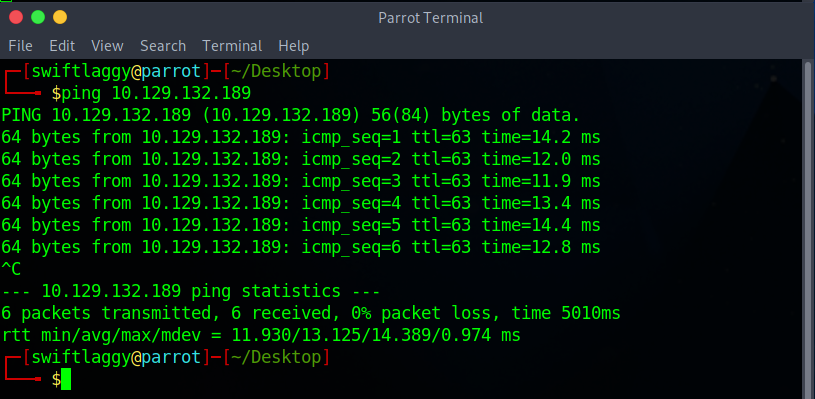 Parrot Terminal
File Edit View Search Terminal Help
┌─[swiftlaggy@parrot]─[~/Desktop]
└──╼ $ping 10.129.132.189
PING 10.129.132.189 (10.129.132.189) 56(84) bytes of data.
64 bytes from 10.129.132.189: icmp_seq=1 ttl=63 time=14.2 ms
64 bytes from 10.129.132.189: icmp_seq=2 ttl=63 time=12.0 ms
64 bytes from 10.129.132.189: icmp_seq=3 ttl=63 time=11.9 ms
64 bytes from 10.129.132.189: icmp_seq=4 ttl=63 time=13.4 ms
64 bytes from 10.129.132.189: icmp_seq=5 ttl=63 time=14.4 ms
64 bytes from 10.129.132.189: icmp_seq=6 ttl=63 time=12.8 ms
^C
--- 10.129.132.189 ping statistics ---
6 packets transmitted, 6 received, 0% packet loss, time 5010ms
rtt min/avg/max/mdev = 11.930/13.125/14.389/0.974 ms
┌─[swiftlaggy@parrot]─[~/Desktop]
└──╼ $